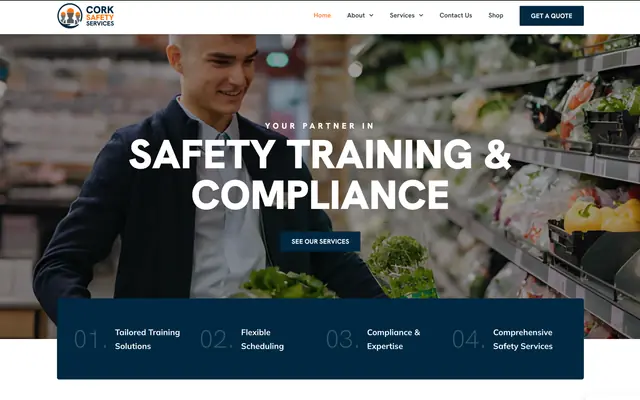 CORK
SAFETY
SERVICES
Home
About
Services
Contact Us
Shop
GET A QUOTE
YOUR PARTNER IN
SAFETY TRAINING &
COMPLIANCE
SEE OUR SERVICES
01.
Tailored Training
Solutions
02.
Flexible
Scheduling
03.
Compliance &
Expertise
04.
Comprehensive
Safety Services